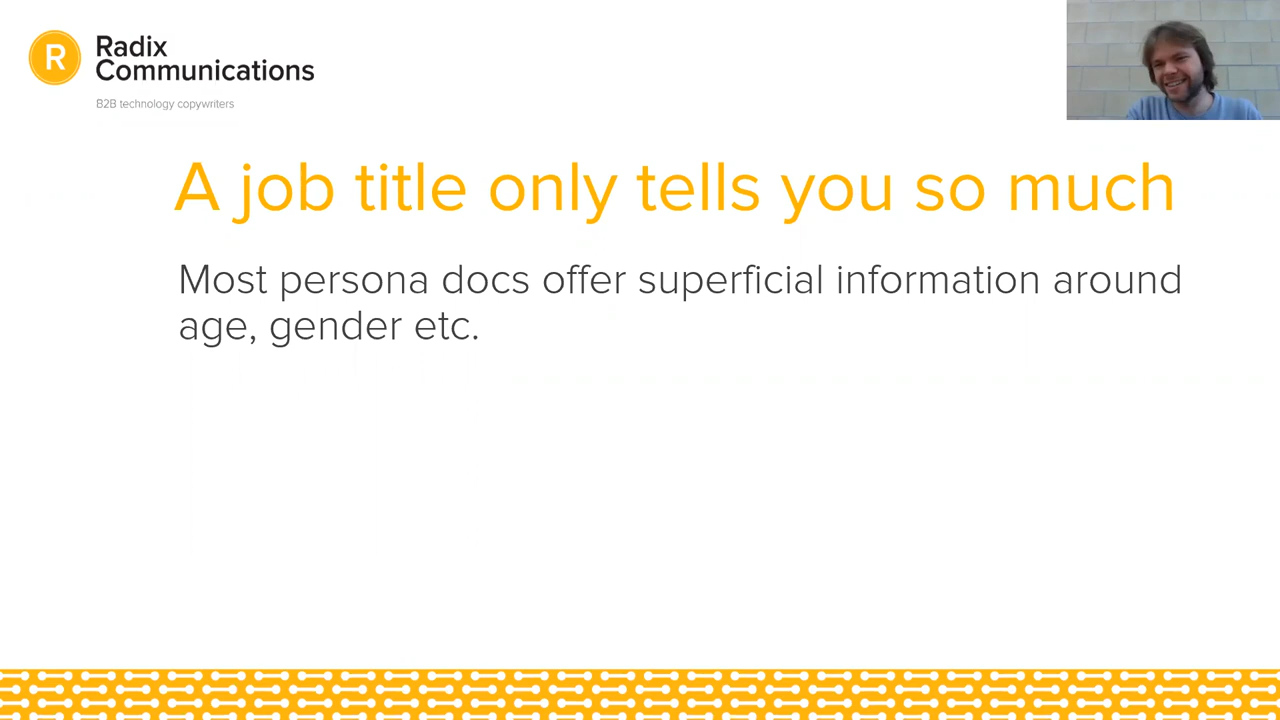 R
Radix
Communications
B2B technology copywriters
A job title only tells you so much
Most persona docs offer superficial information around
age, gender etc.